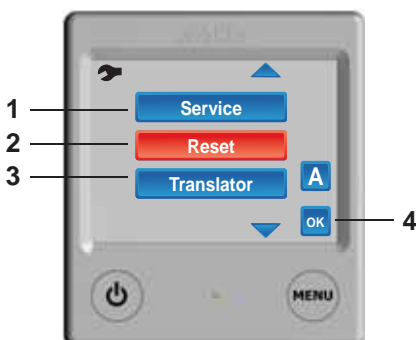 1 Service
2 Reset
3 Translator
A
OK 4
MENU